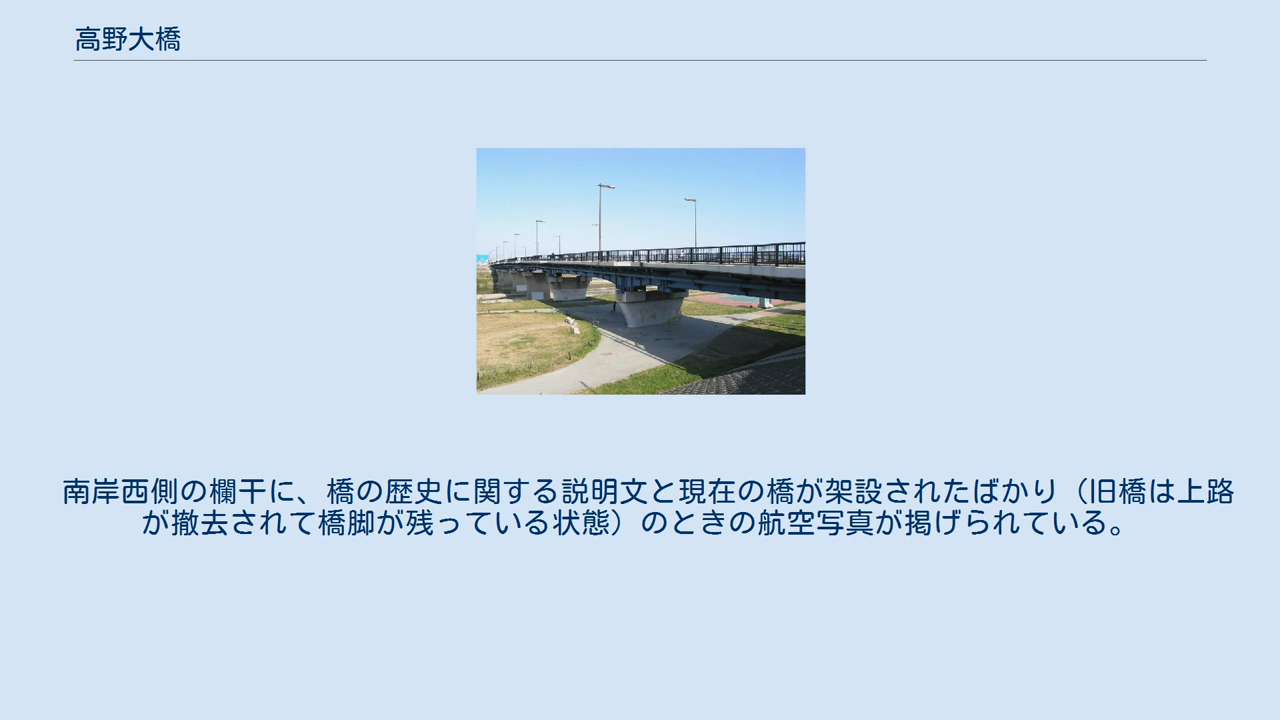 高野大橋
南岸西側の欄干に、橋の歴史に関する説明文と現在の橋が架設されたばかり（旧橋は上路
が撤去されて橋脚が残っている状態）のときの航空写真が掲げられている。